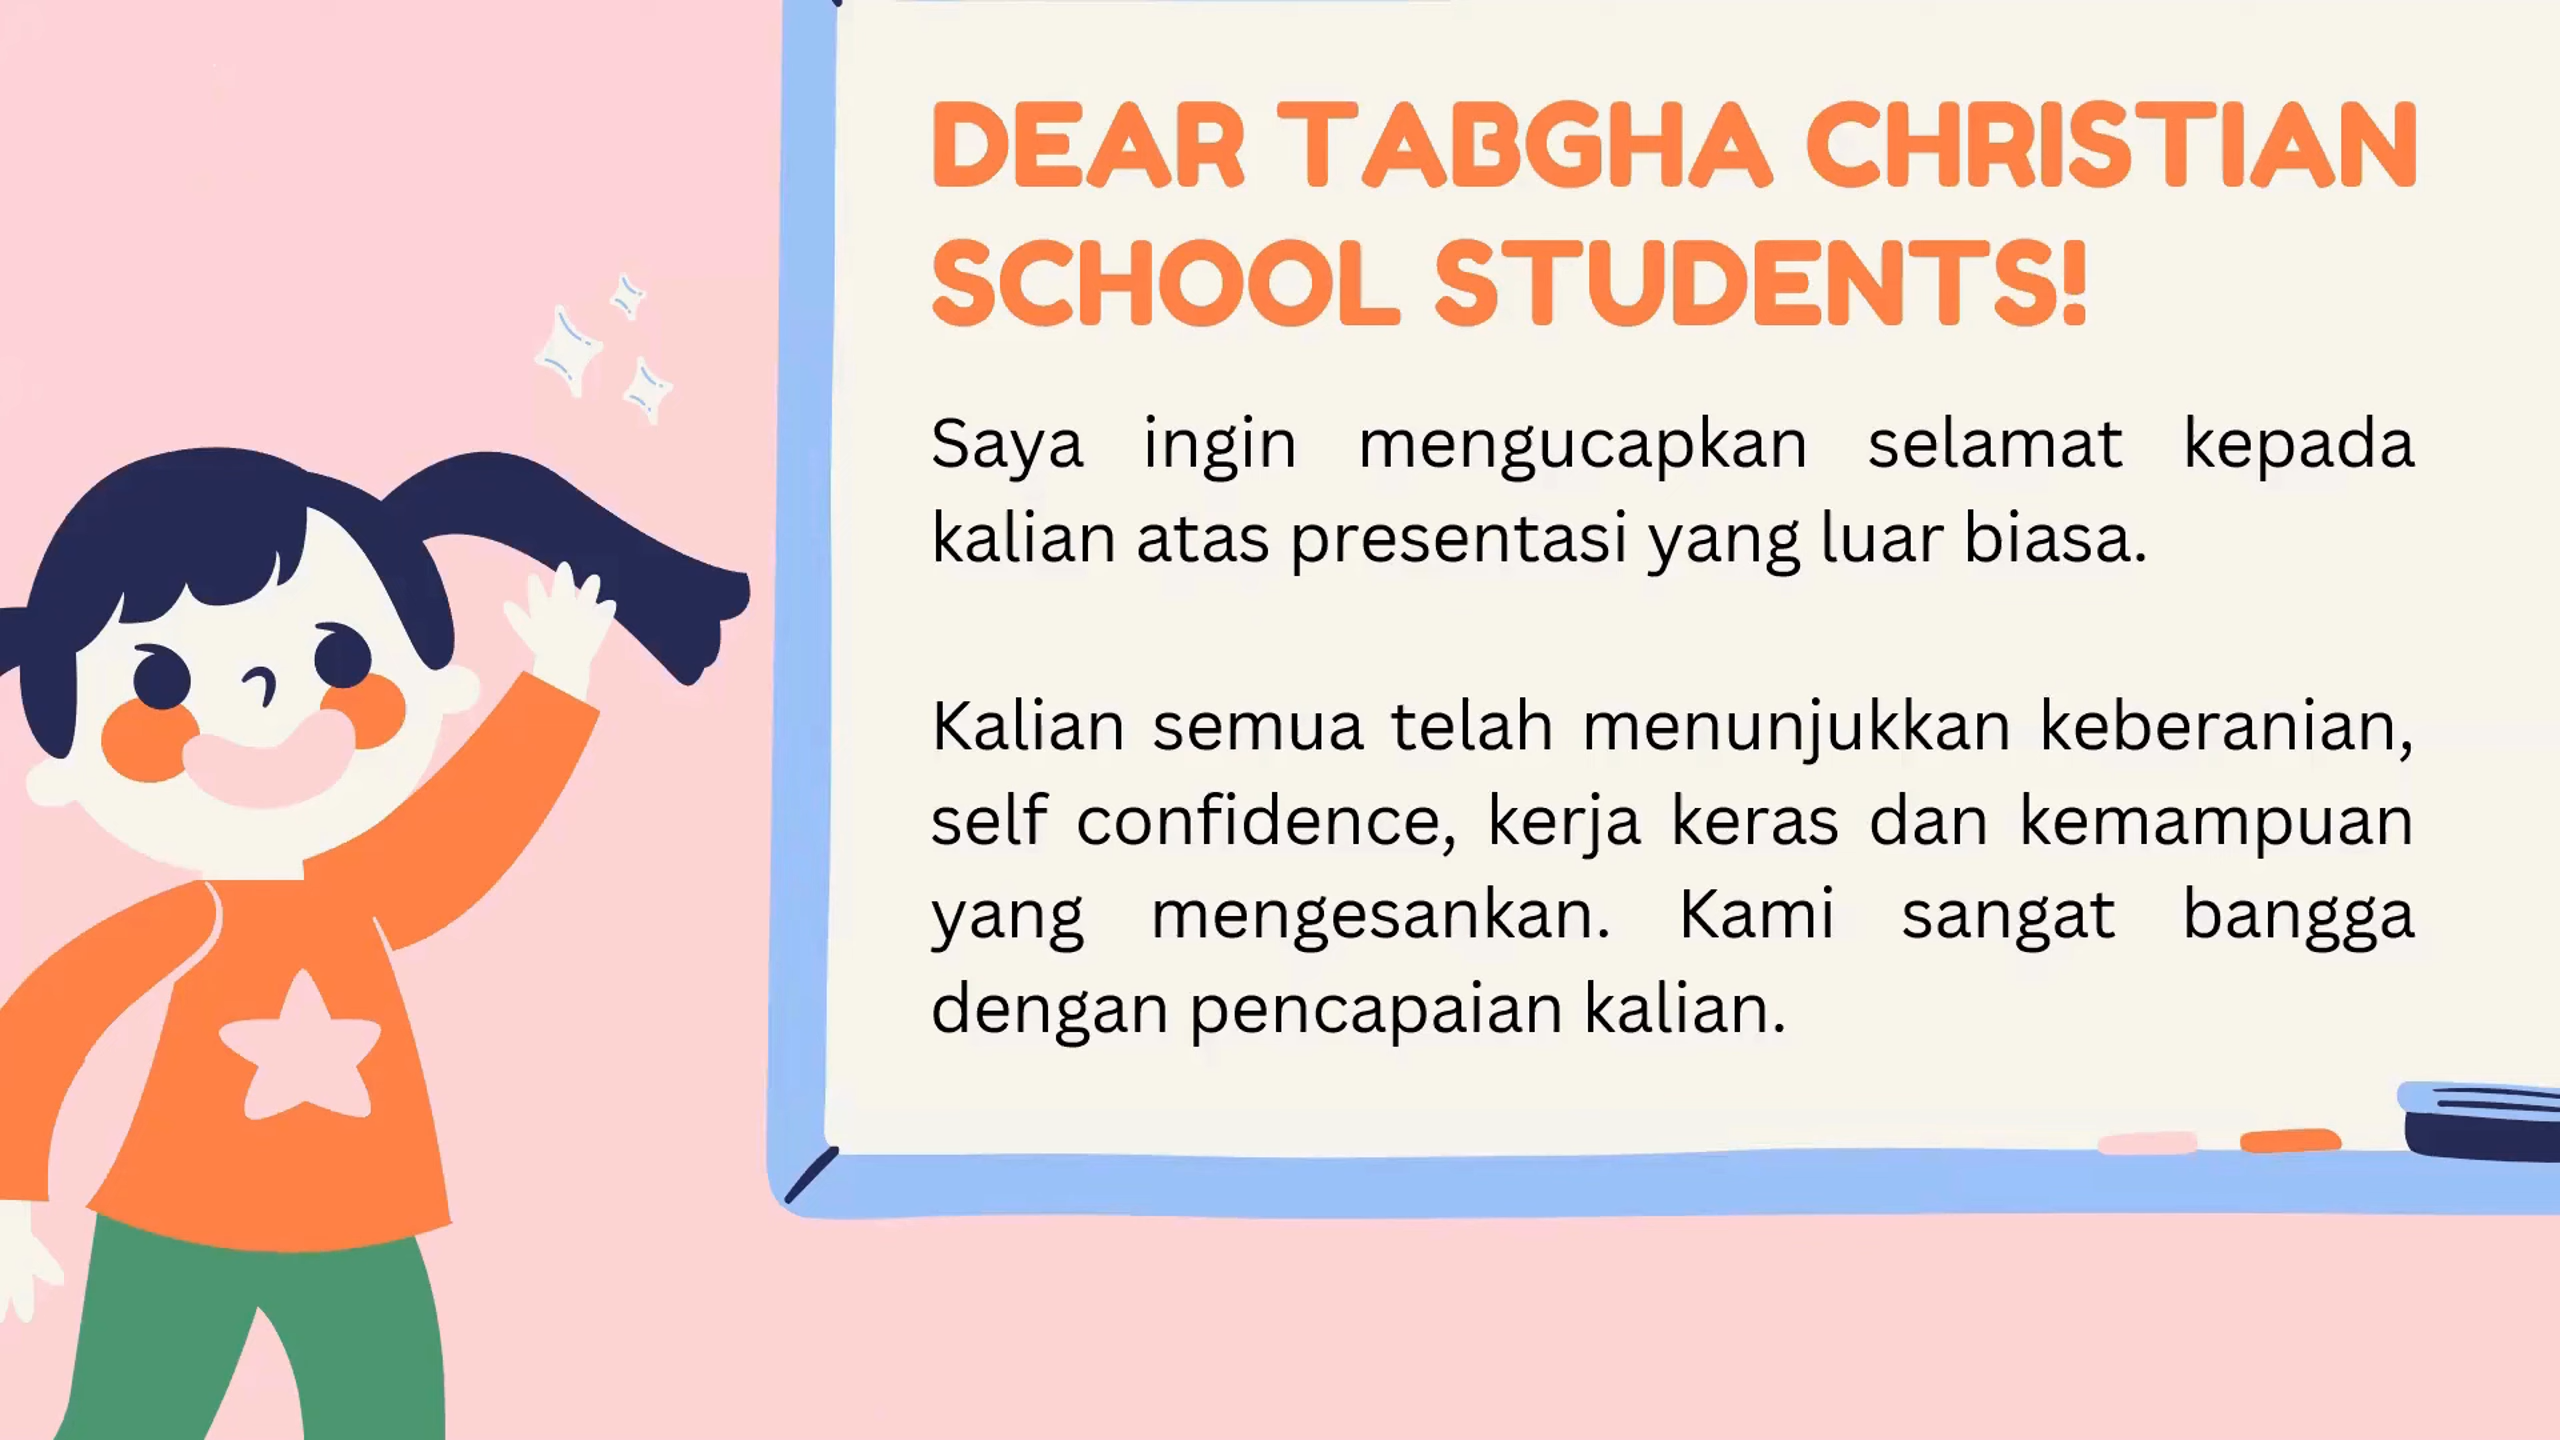 DEAR TABGHA CHRISTIAN
SCHOOL STUDENTS!
Saya ingin mengucapkan selamat kepada
kalian atas presentasi yang luar biasa.
Kalian semua telah menunjukkan keberanian,
self confidence, kerja keras dan kemampuan
yang mengesankan. Kami sangat bangga
dengan pencapaian kalian.